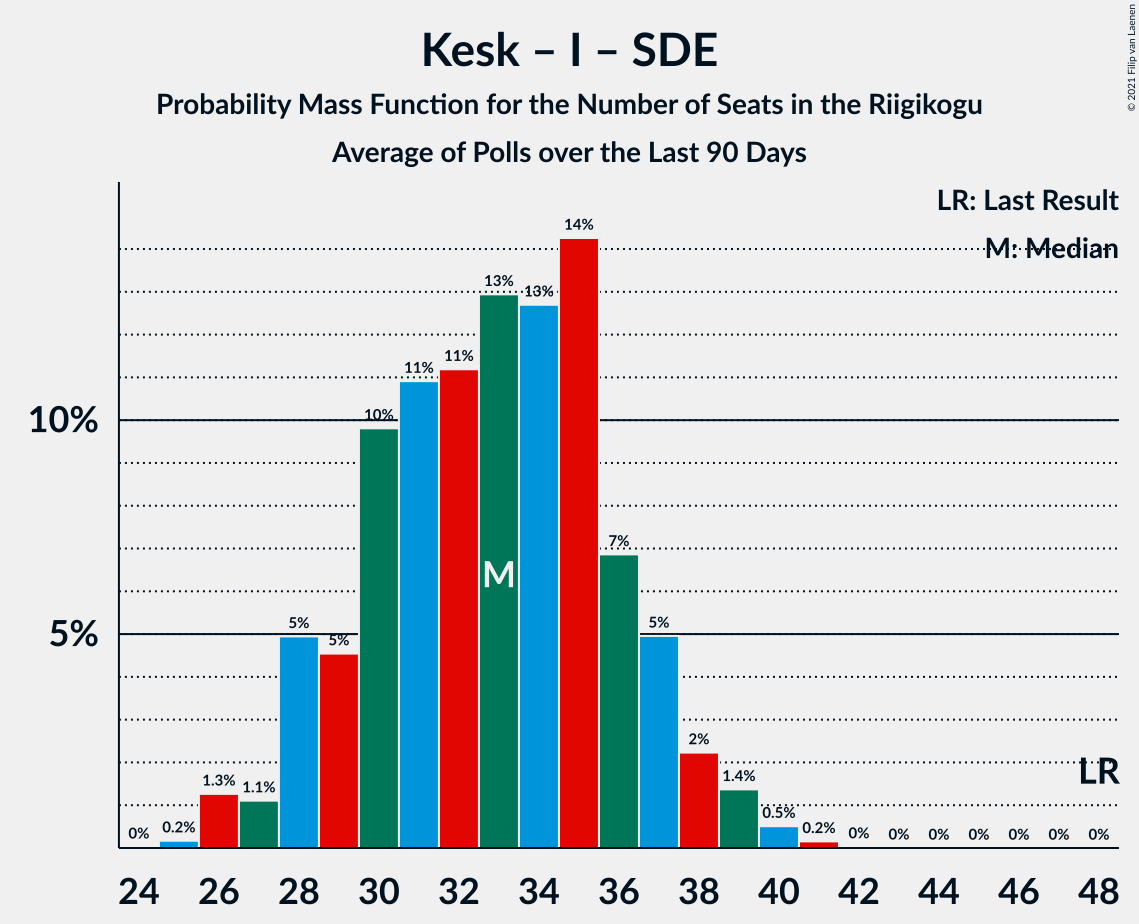 Kesk – I – SDE
Probability Mass Function for the Number of Seats in the Riigikogu
Average of Polls over the Last 90 Days
© 2021 Filip van Laenen
LR: Last Result
M: Median
14%
13% 13%
11% 11%
10%
10%
7%
M
5% 5% 5%
5%
2%
LR
1.3% 1.1% 1.4%
0% 0.2% 0.5% 0.2% 0% 0% 0% 0% 0% 0% 0%
24 26 28 30 32 34 36 38 40 42 44 46 48